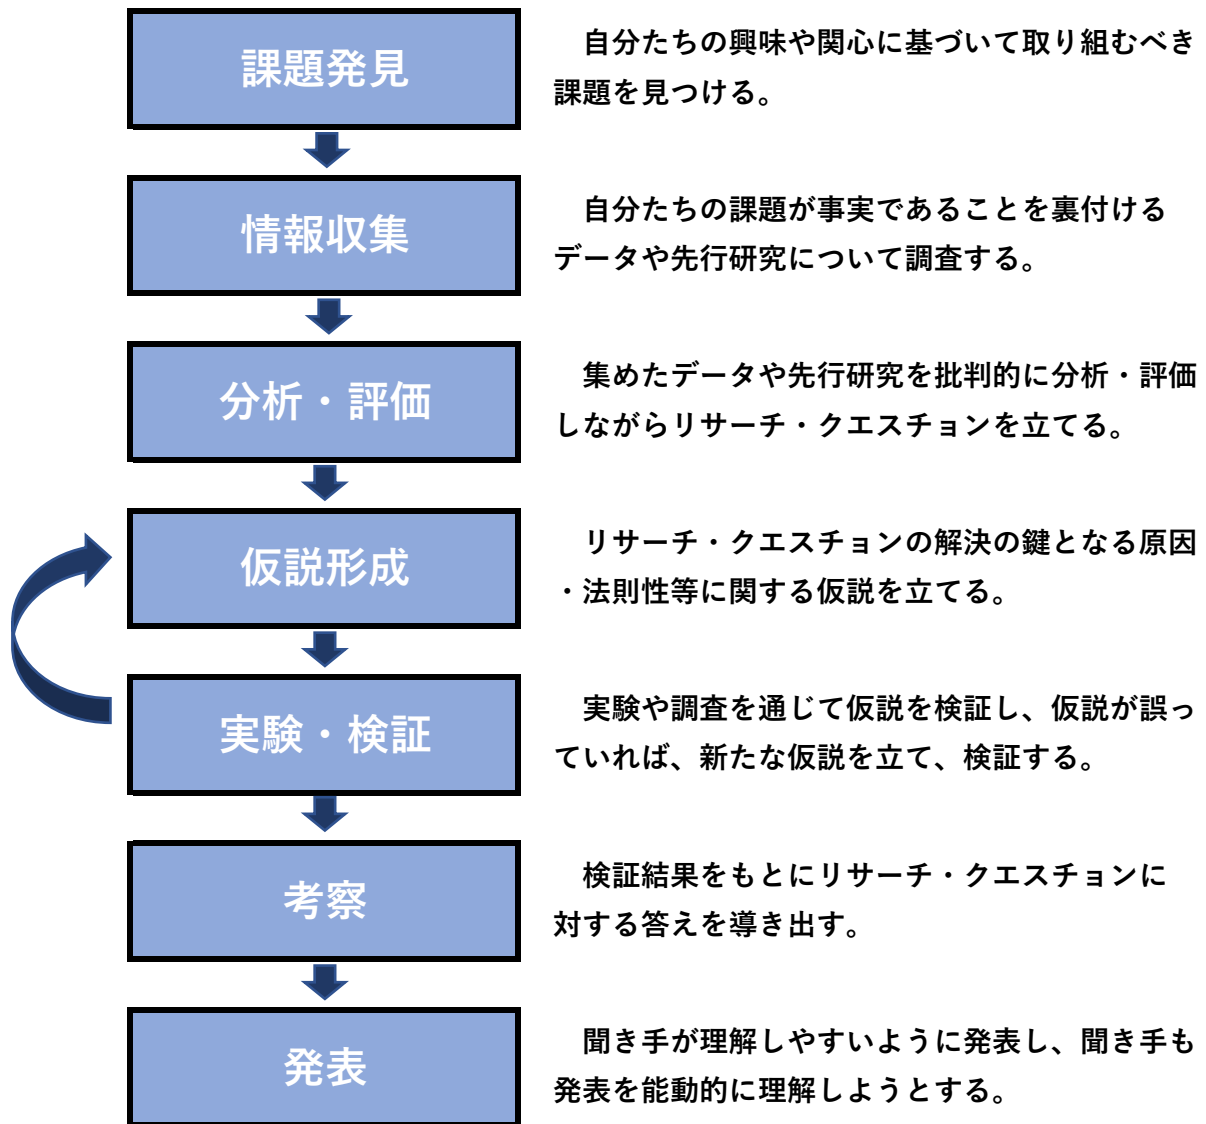 課題発見
自分たちの興味や関心に基づいて取り組むべき
課題を見つける。
情報収集
自分たちの課題が事実であることを裏付ける
データや先行研究について調査する。
分析・評価
集めたデータや先行研究を批判的に分析・評価
しながらリサーチ・クエスチョンを立てる。
仮説形成
リサーチ・クエスチョンの解決の鍵となる原因
・法則性等に関する仮説を立てる。
実験・検証
実験や調査を通じて仮説を検証し、仮説が誤っ
ていれば、新たな仮説を立て、検証する。
考察
検証結果をもとにリサーチ・クエスチョンに
対する答えを導き出す。
発表
聞き手が理解しやすいように発表し、聞き手も
発表を能動的に理解しようとする。